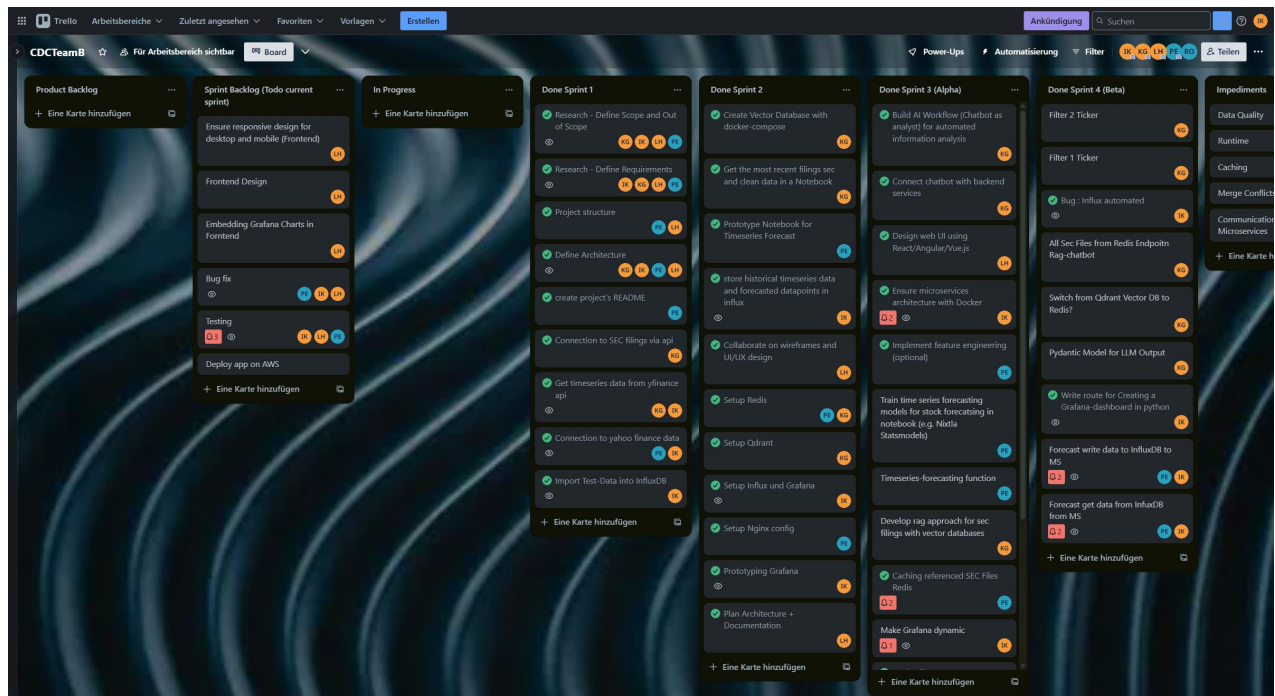 Trello
Arbeitsbereiche
Zuletzt angesehen
Favoriten
Vorlagen
Erstellen
Ankündigung
Suchen
IK
CDCTeamB
Für Arbeitsbereich sichtbar
Board
Power-Ups
Automatisierung
Filter
IK KG LH PE RO
Teilen
Product Backlog
+ Eine Karte hinzufügen
Sprint Backlog (Todo current
sprint)
Ensure responsive design for
desktop and mobile (Frontend)
LH
Frontend Design
LH
Embedding Grafana Charts in
Forntend
LH
Bug fix
PE IK LH
Testing
3
IK LH PE
Deploy app on AWS
+ Eine Karte hinzufügen
In Progress
+ Eine Karte hinzufügen
Done Sprint 1
Research - Define Scope and Out
of Scope
KG IK LH PE
Research - Define Requirements
IK KG LH PE
Project structure
PE LH
Define Architecture
KG IK PE LH
create project's README
PE
Connection to SEC filings via api
KG
Get timeseries data from yfinance
api
KG IK
Connection to yahoo finance data
PE IK
Import Test-Data into InfluxDB
IK
+ Eine Karte hinzufügen
Done Sprint 2
Create Vector Database with
docker-compose
KG
Get the most recent filings sec
and clean data in a Notebook
KG
Prototype Notebook for
Timeseries Forecast
PE
store historical timeseries data
and forecasted datapoints in
influx
IK
Collaborate on wireframes and
UI/UX design
LH
Setup Redis
PE KG
Setup Qdrant
KG
Setup Influx und Grafana
IK
Setup Nginx config
PE
Prototyping Grafana
IK
Plan Architecture +
Documentation
LH
+ Eine Karte hinzufügen
Done Sprint 3 (Alpha)
Build AI Workflow (Chatbot as
analyst) for automated
information analysis
KG
Connect chatbot with backend
services
KG
Design web UI using
React/Angular/Vue.js
LH
Ensure microservices
architecture with Docker
2
IK
Implement feature engineering
(optional)
PE
Train time series forecasting
models for stock forecatsing in
notebook (e.g. Nixtla
Statsmodels)
PE
Timeseries-forecasting function
PE
Develop rag approach for sec
filings with vector databases
KG
Caching referenced SEC Files
Redis
2
PE
Make Grafana dynamic
1
IK
+ Eine Karte hinzufügen
Done Sprint 4 (Beta)
Filter 2 Ticker
KG
Filter 1 Ticker
KG
Bug : Influx automated
IK
All Sec Files from Redis Endpoitn
Rag-chatbot
KG
Switch from Qdrant Vector DB to
Redis?
KG
Pydantic Model for LLM Output
KG
Write route for Creating a
Grafana-dashboard in python
IK
Forecast write data to InfluxDB to
MS
2
PE IK
Forecast get data from InfuxDB
from MS
2
PE IK
+ Eine Karte hinzufügen
Impediments
Data Quality
Runtime
Caching
Merge Conflicts
Communication
Microservices
+ Eine Karte h